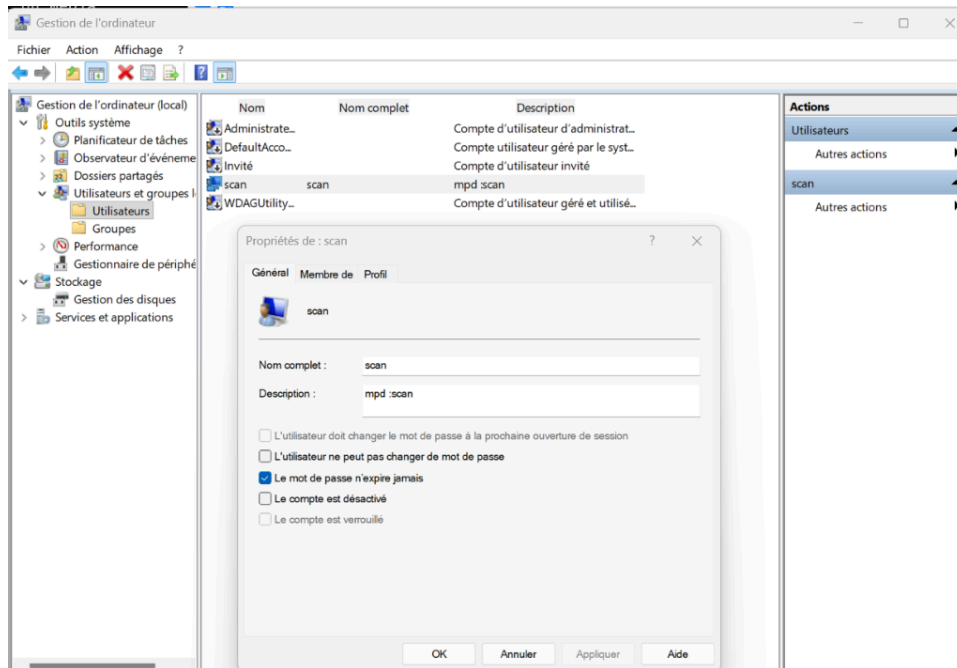 Gestion de l'ordinateur
Fichier Action Affichage ?
Gestion de l'ordinateur (local)
Outils système
Planificateur de tâches
Observateur d'événeme
Dossiers partagés
Utilisateurs et groupes l
Utilisateurs
Groupes
Performance
Gestionnaire de périphé
Stockage
Gestion des disques
Services et applications
Nom Nom complet Description
Administrate... Compte d'utilisateur d'administrat...
DefaultAcco... Compte utilisateur géré par le syst...
Invité Compte d'utilisateur invité
scan scan mpd :scan
WDAGUtility... Compte d'utilisateur géré et utilisé...
Actions
Utilisateurs
Autres actions
scan
Autres actions
Propriétés de : scan ?
Général Membre de Profil
scan
Nom complet : scan
Description : mpd :scan
L'utilisateur doit changer le mot de passe à la prochaine ouverture de session
L'utilisateur ne peut pas changer de mot de passe
Le mot de passe n'expire jamais
Le compte est désactivé
Le compte est verrouillé
OK Annuler Appliquer Aide